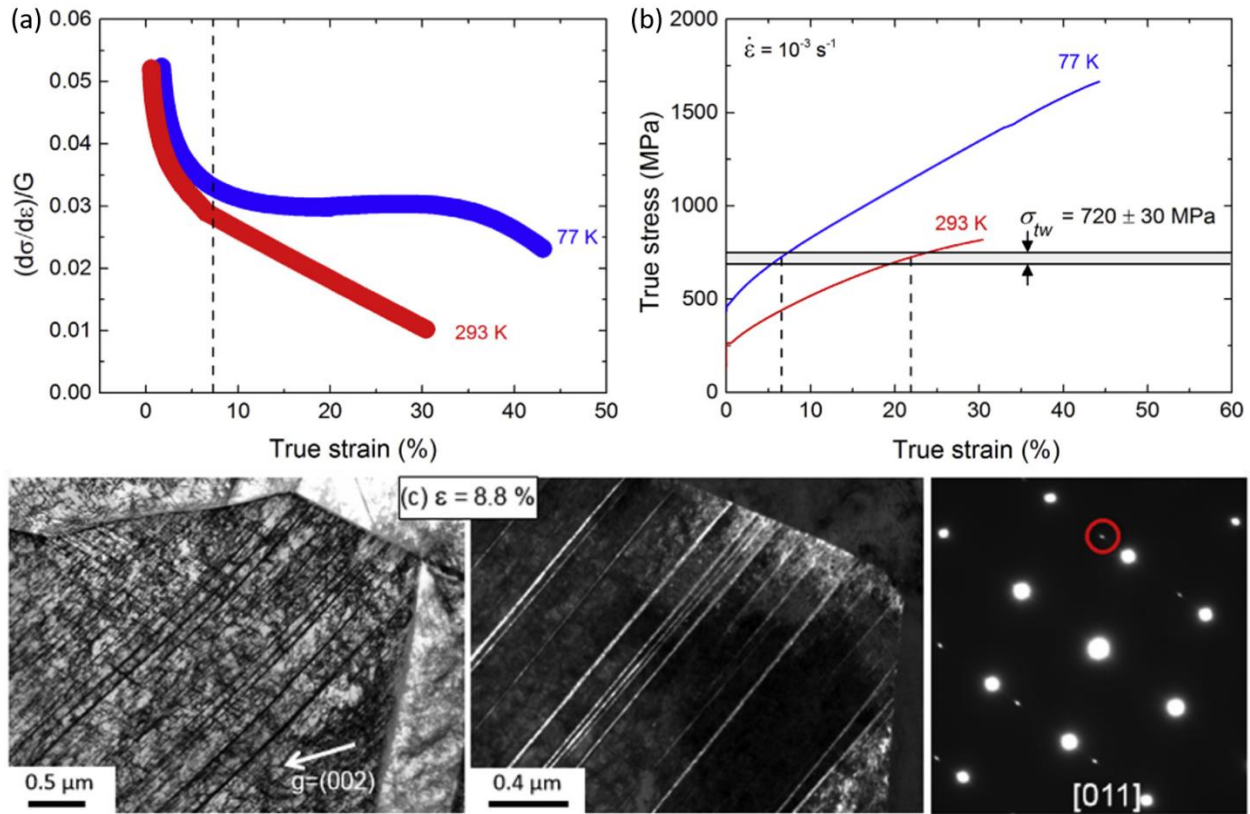 (a)
0.06
0.05
0.04
0.03
0.02
0.01
0.00
(dσ/dε)/G
77 K
293 K
0 10 20 30 40 50
True strain (%)
(b)
2000
1500
1000
500
0
True stress (MPa)
ε̇ = 10⁻³ s⁻¹
77 K
293 K
σtw = 720 ± 30 MPa
0 10 20 30 40 50 60
True strain (%)
(c) ε = 8.8 %
0.5 µm
g=(002)
0.4 µm
[011]